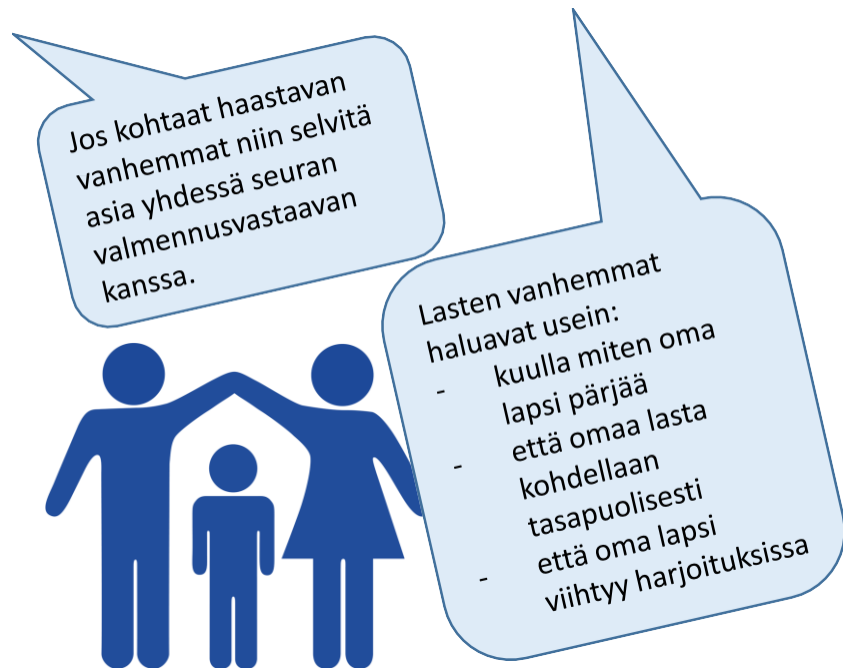 Jos kohtaat haastavan
vanhemmat niin selvitä
asia yhdessä seuran
valmennusvastaavan
kanssa.
Lasten vanhemmat
haluavat usein:
- kuulla miten oma
lapsi pärjää
- että omaa lasta
kohdellaan
tasapuolisesti
- että oma lapsi
viihtyy harjoituksissa